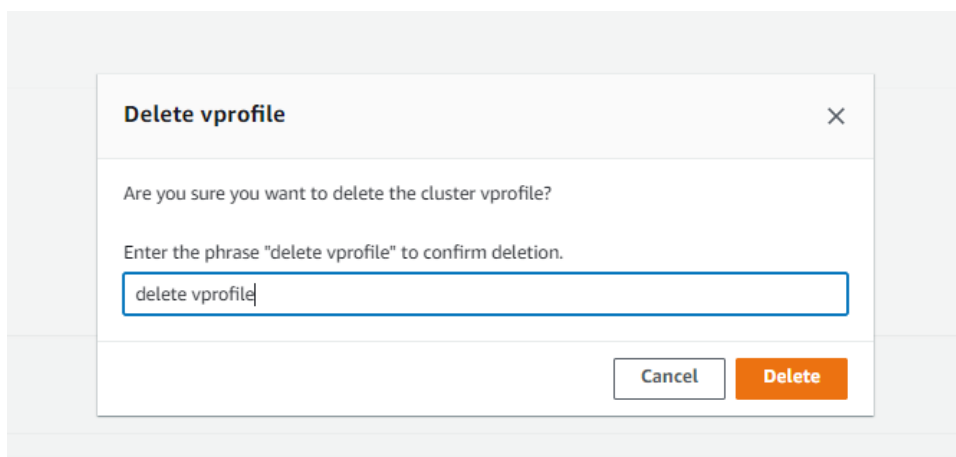 Delete vprofile
Are you sure you want to delete the cluster vprofile?
Enter the phrase "delete vprofile" to confirm deletion.
delete vprofile
Cancel Delete